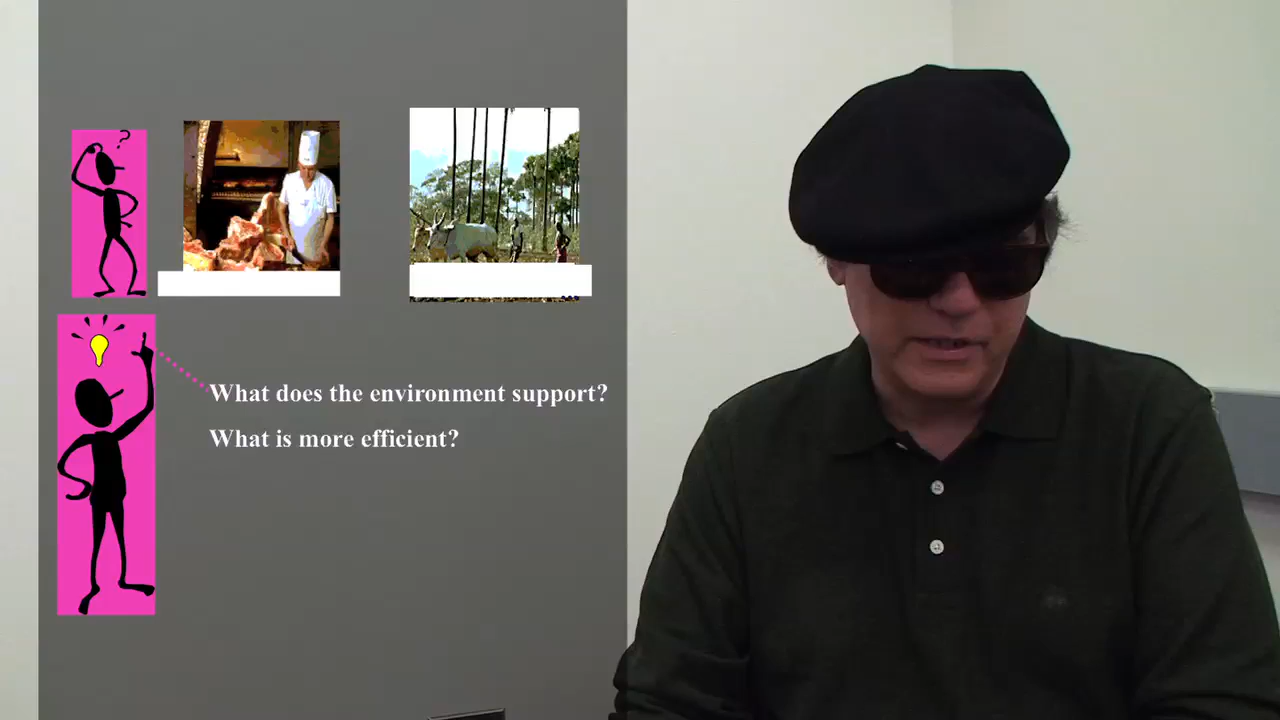 ?
What does the environment support?
What is more efficient?